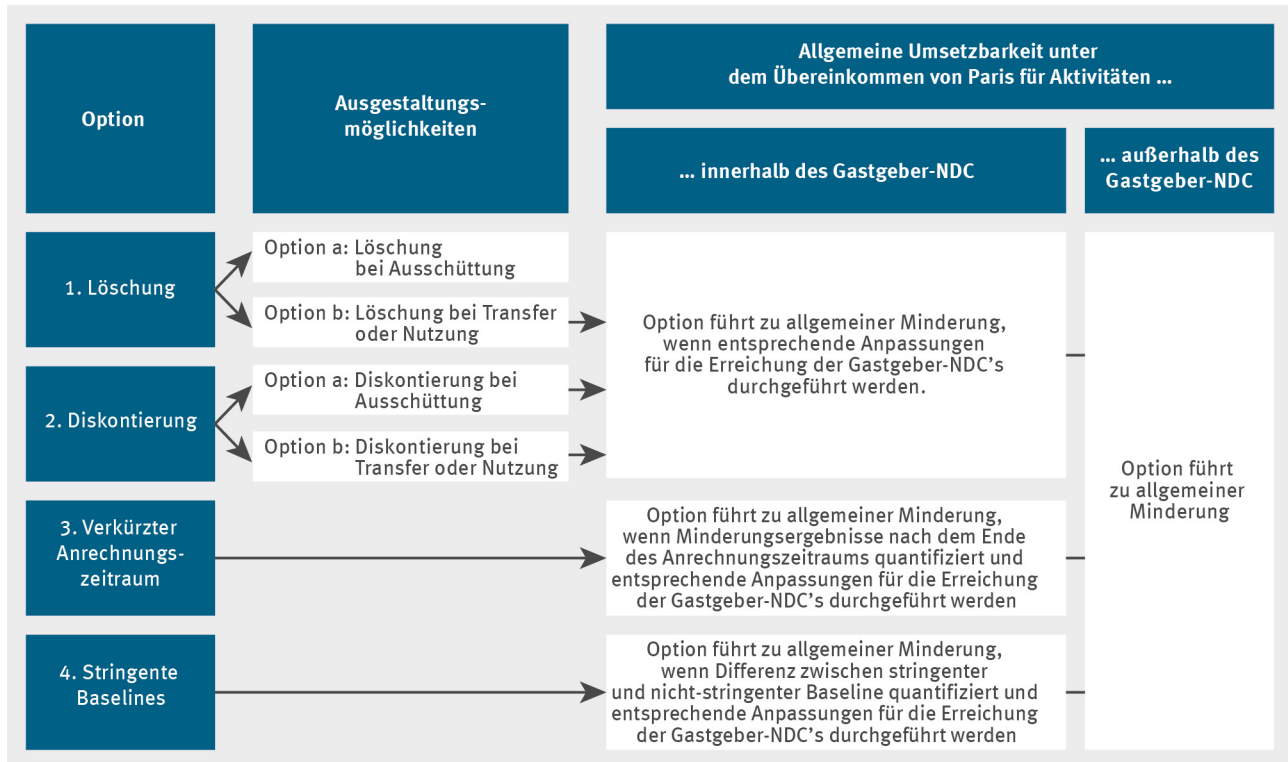 Option
Ausgestaltungs-
möglichkeiten
Allgemeine Umsetzbarkeit unter
dem Übereinkommen von Paris für Aktivitäten ...
... innerhalb des Gastgeber-NDC
... außerhalb des
Gastgeber-NDC
1. Löschung
Option a: Löschung
bei Ausschüttung
Option b: Löschung bei Transfer
oder Nutzung
2. Diskontierung
Option a: Diskontierung bei
Ausschüttung
Option b: Diskontierung bei
Transfer oder Nutzung
Option führt zu allgemeiner Minderung,
wenn entsprechende Anpassungen
für die Erreichung der Gastgeber-NDC’s
durchgeführt werden.
3. Verkürzter
Anrechnungs-
zeitraum
Option führt zu allgemeiner Minderung,
wenn Minderungsergebnisse nach dem Ende
des Anrechnungszeitraums quantifiziert und
entsprechende Anpassungen für die Erreichung
der Gastgeber-NDC’s durchgeführt werden
4. Stringente
Baselines
Option führt zu allgemeiner Minderung,
wenn Differenz zwischen stringenter
und nicht-stringenter Baseline quantifiziert und
entsprechende Anpassungen für die Erreichung
der Gastgeber-NDC’s durchgeführt werden
Option führt
zu allgemeiner
Minderung